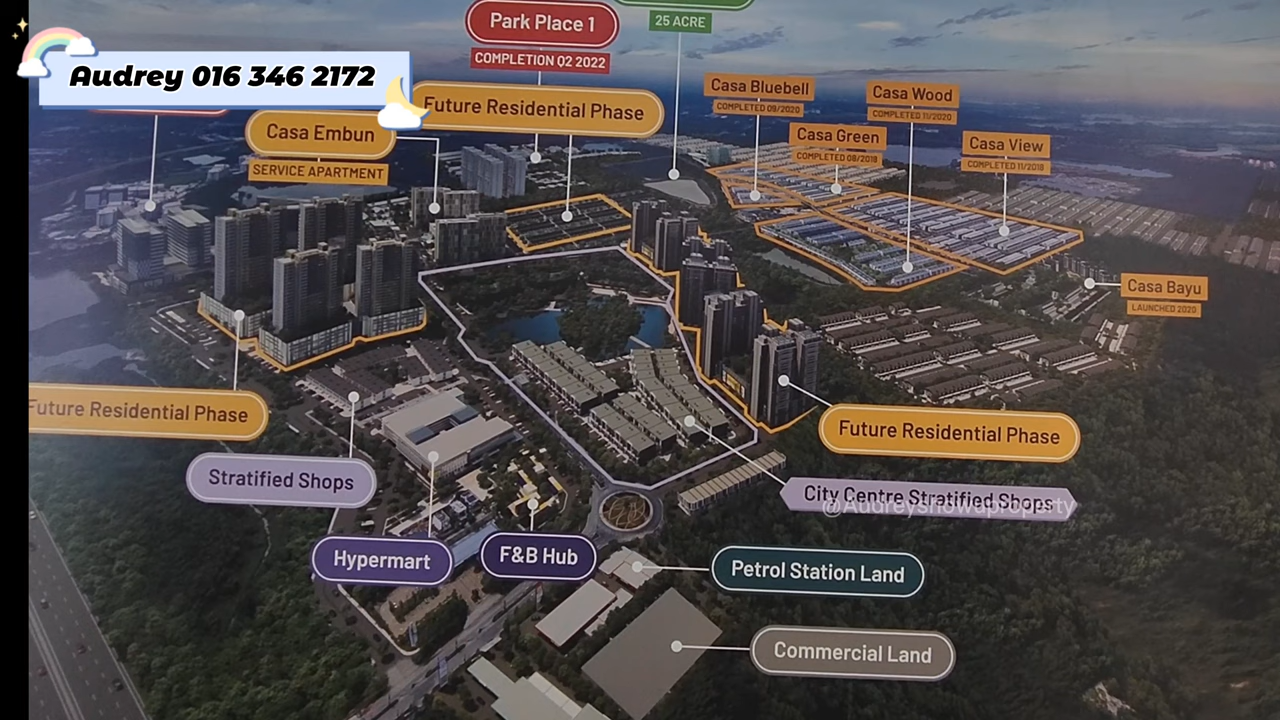 Park Place 1
COMPLETION Q2 2022
25 ACRE
Audrey 016 346 2172
Future Residential Phase
Casa Embun
SERVICE APARTMENT
Casa Bluebell
COMPLETED 09/2020
Casa Green
COMPLETED 08/2019
Casa Wood
COMPLETED 11/2020
Casa View
COMPLETED 11/2018
Casa Bayu
LAUNCHED 2020
Future Residential Phase
Future Residential Phase
Stratified Shops
City Centre Stratified Shops
@Audreyshowsproperty
Hypermart
F&B Hub
Petrol Station Land
Commercial Land